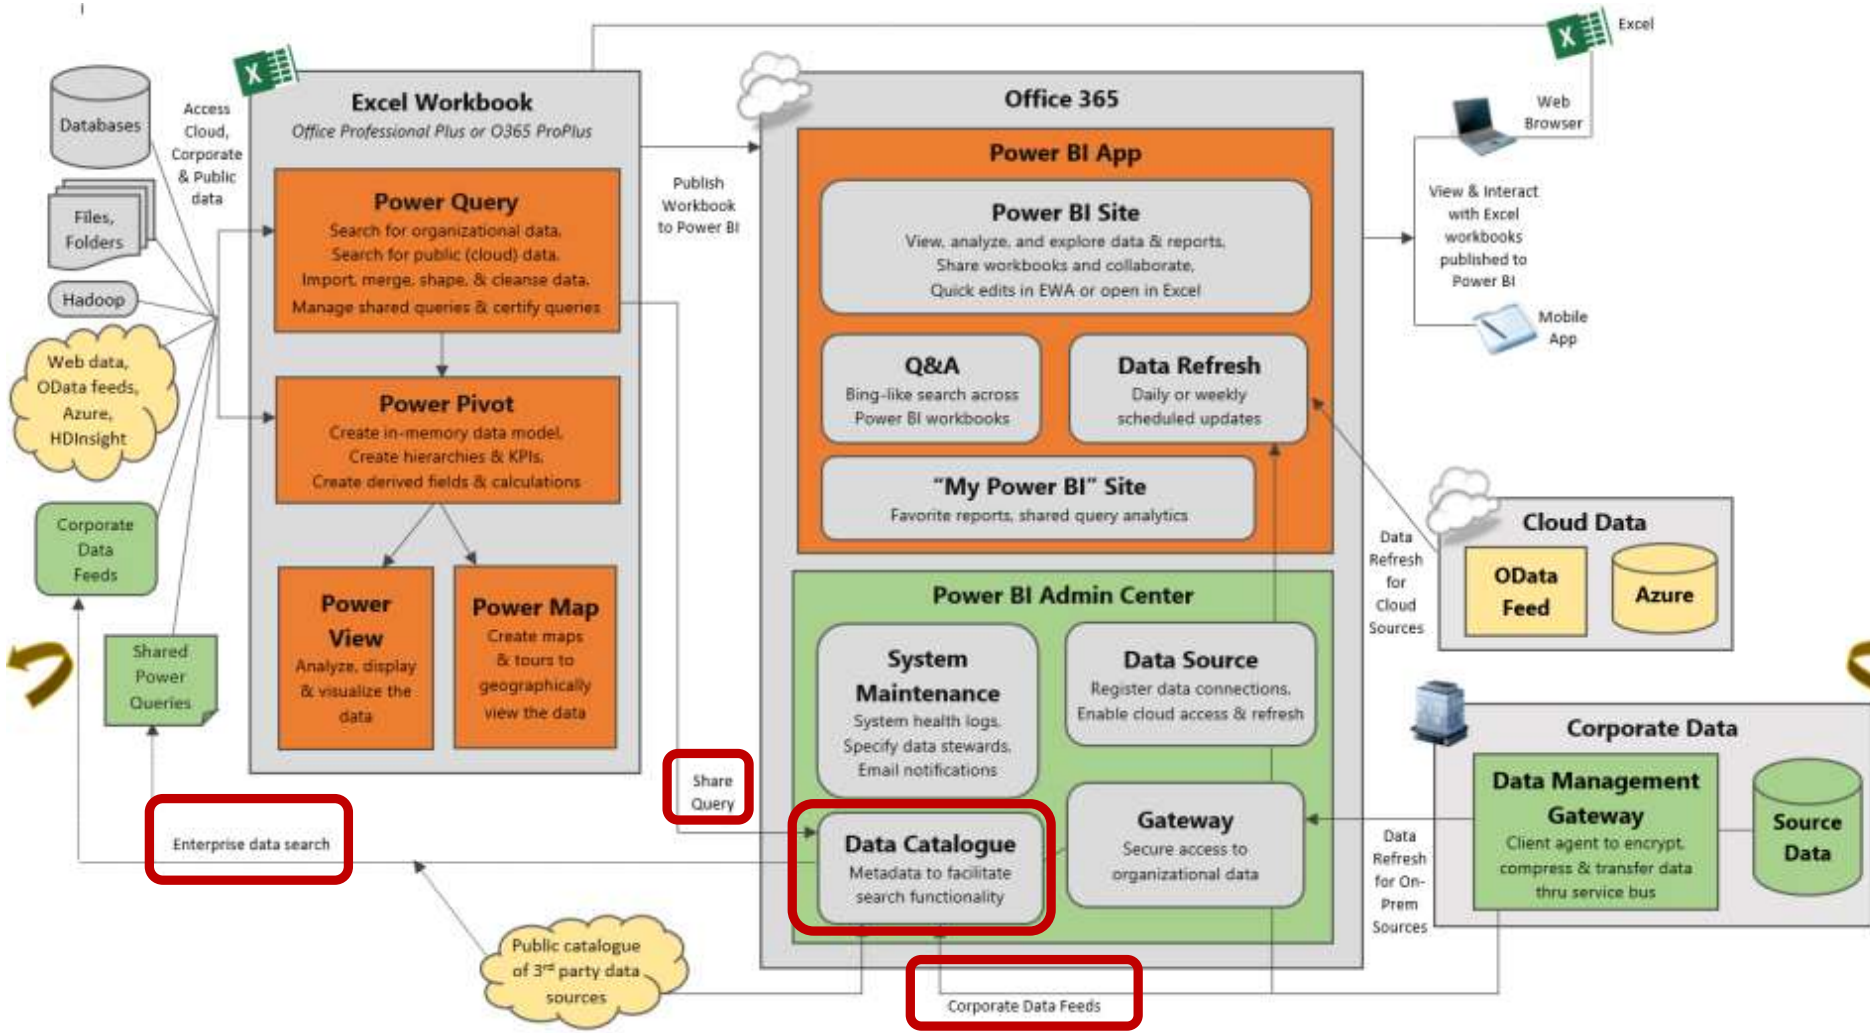 Excel
Databases
Access
Cloud,
Corporate
& Public
data
Files,
Folders
Hadoop
Web data,
OData feeds,
Azure,
HDInsight
Corporate
Data
Feeds
Shared
Power
Queries
Enterprise data search
Excel Workbook
Office Professional Plus or O365 ProPlus
Power Query
Search for organizational data,
Search for public (cloud) data,
Import, merge, shape, & cleanse data,
Manage shared queries & certify queries
Power Pivot
Create in-memory data model,
Create hierarchies & KPIs,
Create derived fields & calculations
Power
View
Analyze, display
& visualize the
data
Power Map
Create maps
& tours to
geographically
view the data
Publish
Workbook
to Power BI
Share
Query
Public catalogue
of 3rd party data
sources
Office 365
Power BI App
Power BI Site
View, analyze, and explore data & reports,
Share workbooks and collaborate,
Quick edits in EWA or open in Excel
Q&A
Bing-like search across
Power BI workbooks
Data Refresh
Daily or weekly
scheduled updates
"My Power BI" Site
Favorite reports, shared query analytics
Power BI Admin Center
System
Maintenance
System health logs,
Specify data stewards,
Email notifications
Data Source
Register data connections,
Enable cloud access & refresh
Data Catalogue
Metadata to facilitate
search functionality
Gateway
Secure access to
organizational data
Corporate Data Feeds
Web
Browser
View & Interact
with Excel
workbooks
published to
Power BI
Mobile
App
Data
Refresh
for
Cloud
Sources
Cloud Data
OData
Feed
Azure
Data
Refresh
for On-
Prem
Sources
Corporate Data
Data Management
Gateway
Client agent to encrypt,
compress & transfer data
thru service bus
Source
Data